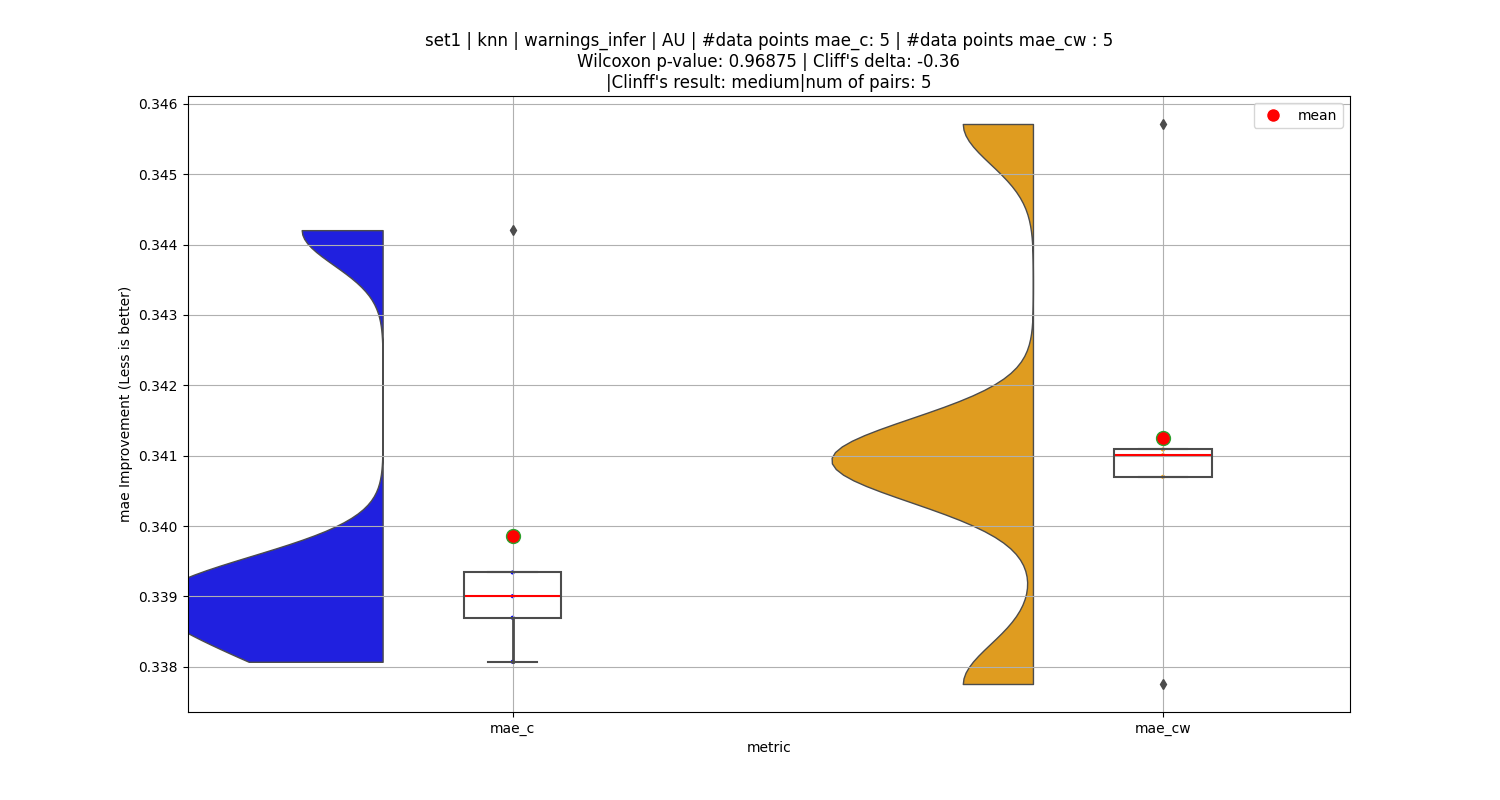 set1 | knn | warnings_infer | AU | #data points mae_c: 5 | #data points mae_cw : 5
Wilcoxon p-value: 0.96875 | Cliff's delta: -0.36
|Clinff's result: medium|num of pairs: 5
mean
0.346
0.345
0.344
0.343
0.342
0.341
0.340
0.339
0.338
mae Improvement (Less is better)
mae_c
mae_cw
metric